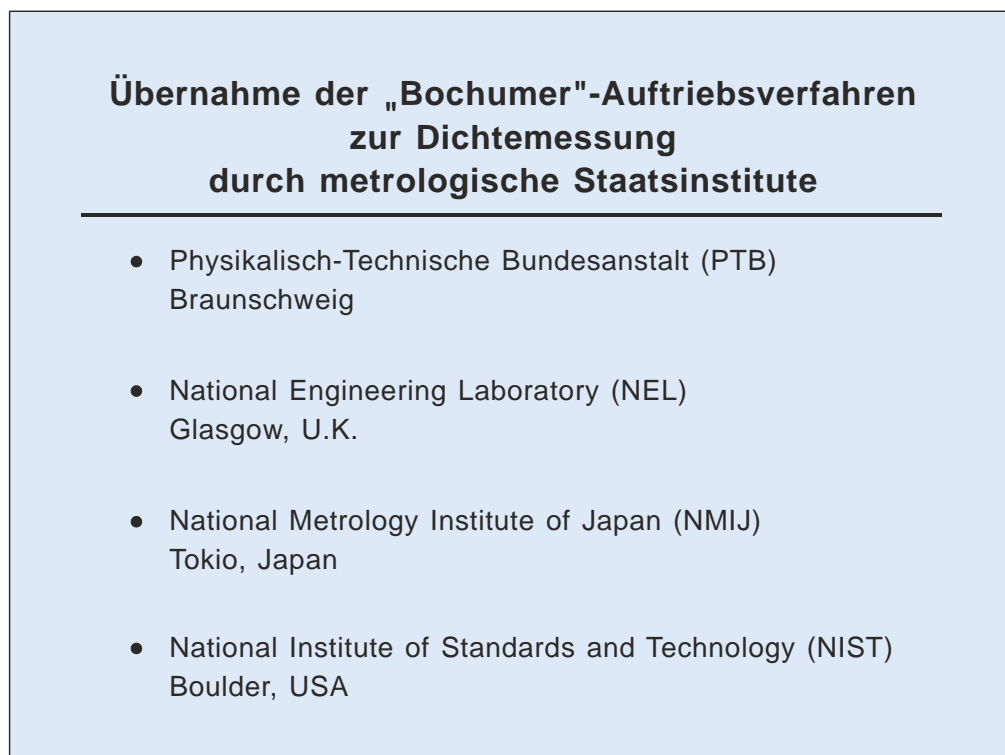 Übernahme der „Bochumer"-Auftriebsverfahren
zur Dichtemessung
durch metrologische Staatsinstitute
• Physikalisch-Technische Bundesanstalt (PTB)
Braunschweig
• National Engineering Laboratory (NEL)
Glasgow, U.K.
• National Metrology Institute of Japan (NMIJ)
Tokio, Japan
• National Institute of Standards and Technology (NIST)
Boulder, USA